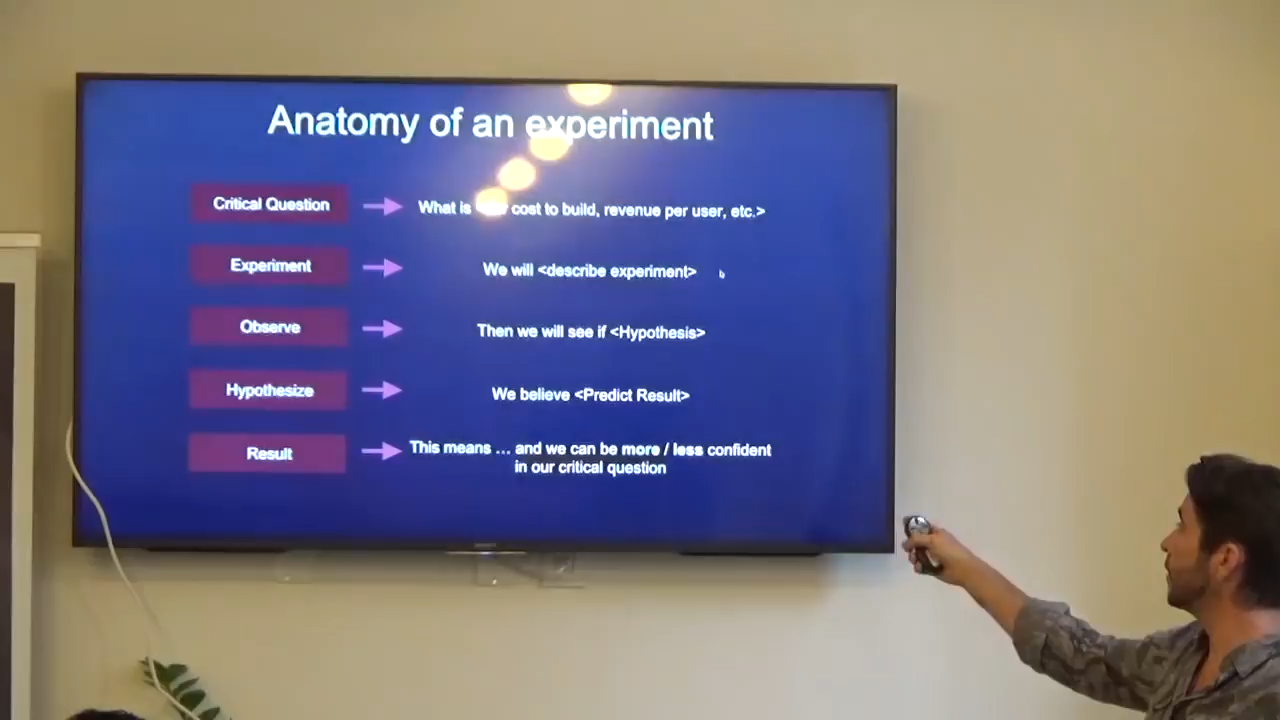 Anatomy of an experiment
Critical Question
What is cost to build, revenue per user, etc.>
Experiment
We will <describe experiment>
Observe
Then we will see if <Hypothesis>
Hypothesize
We believe <Predict Result>
Result
This means ... and we can be more / less confident
in our critical question